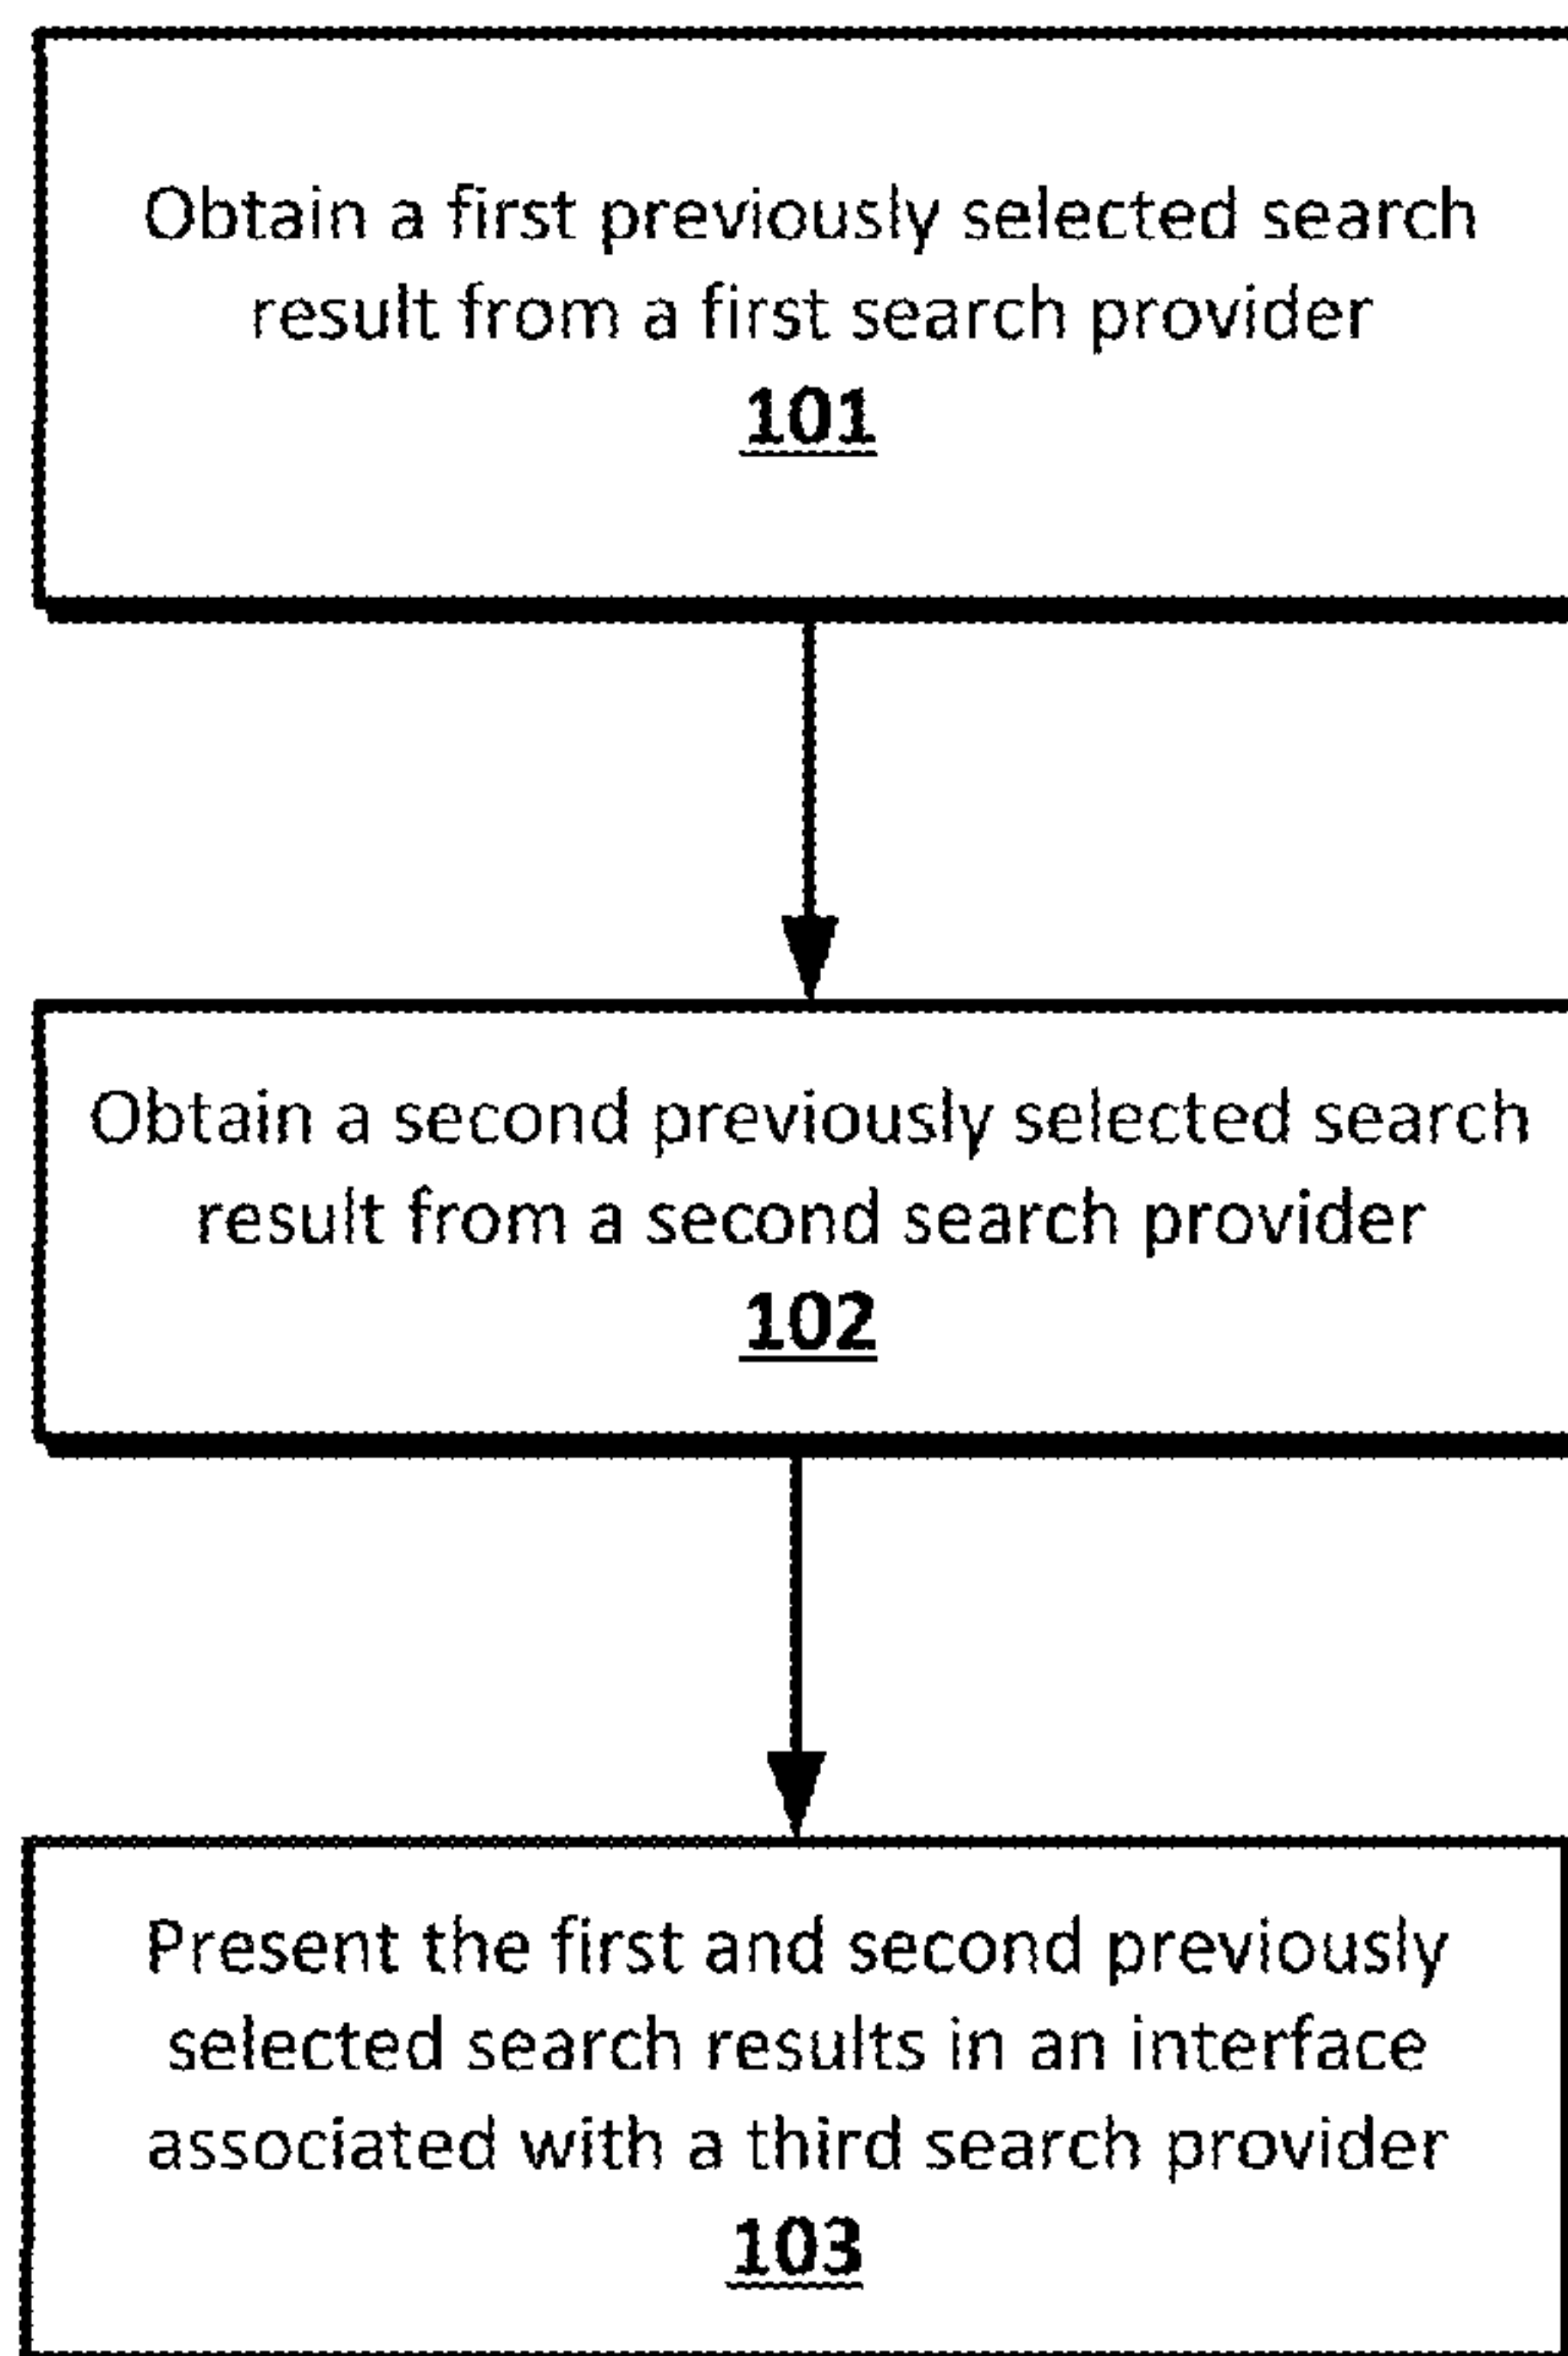 Obtain a first previously selected search
result from a first search provider
101
Obtain a second previously selected search
result from a second search provider
102
Present the first and second previously
selected search results in an interface
associated with a third search provider
103